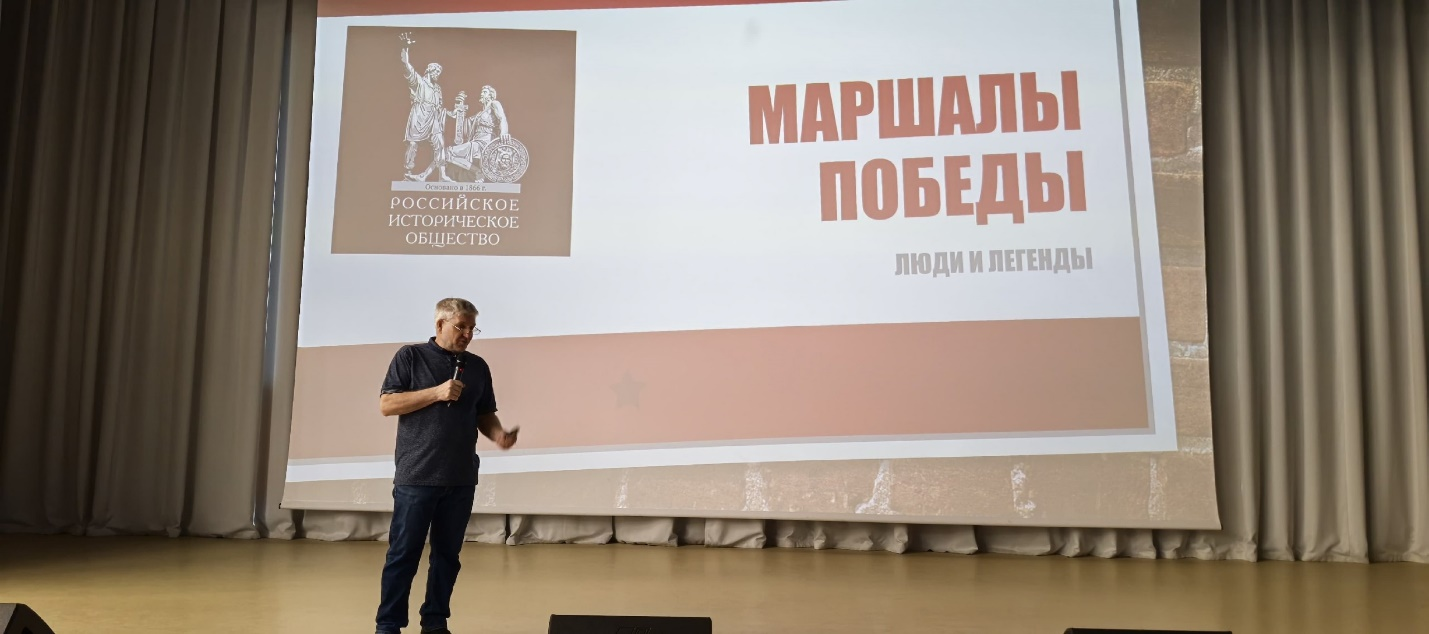 Основано в 1866 г.
РОССИЙСКОЕ
ИСТОРИЧЕСКОЕ
ОБЩЕСТВО
МАРШАЛЫ
ПОБЕДЫ
ЛЮДИ И ЛЕГЕНДЫ